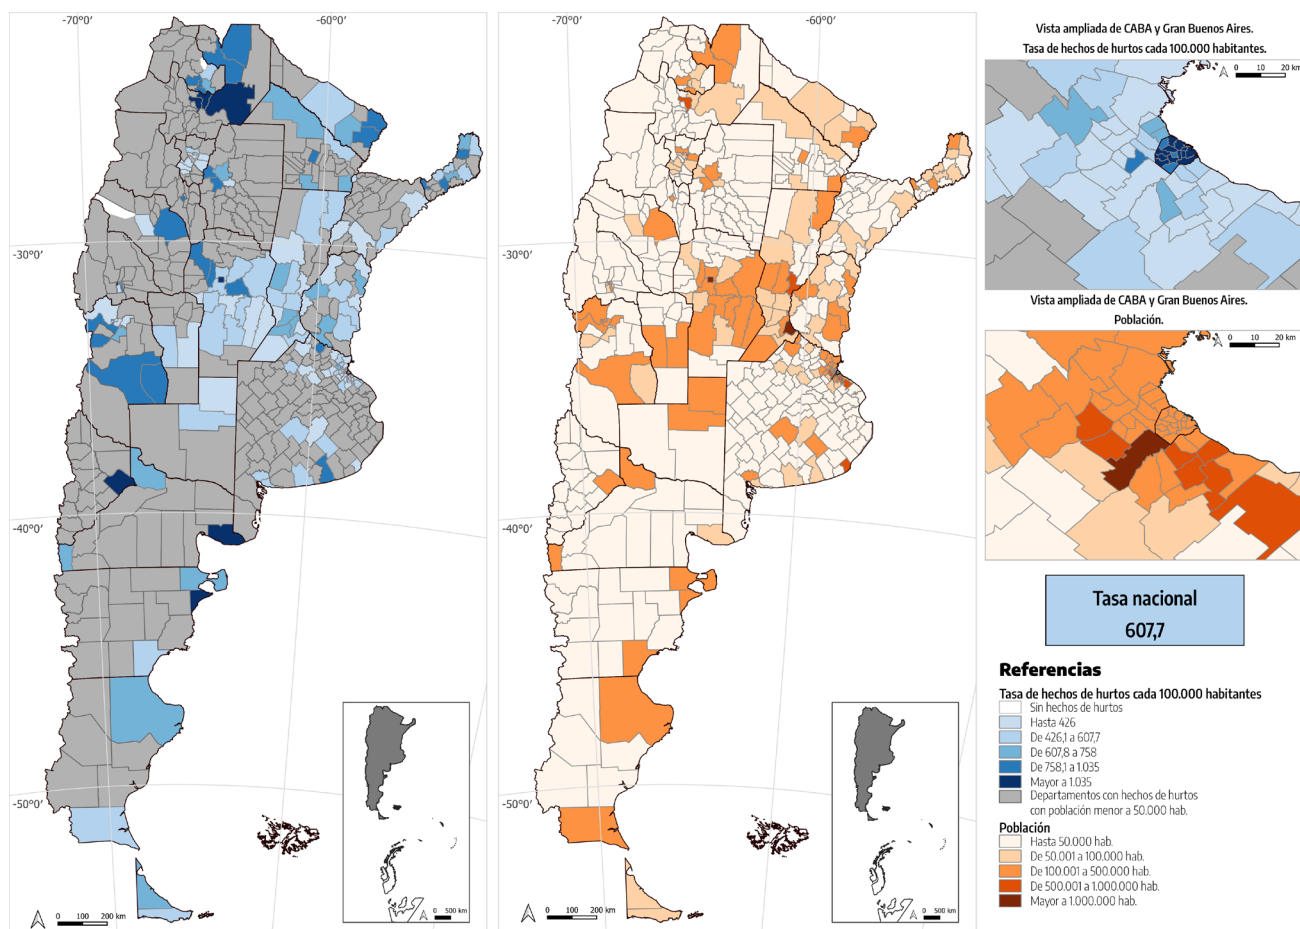 -70°0'
-60°0'
-30°0'
-40°0'
-50°0'
0 100 200 km
500 km
-70°0'
-60°0'
-30°0'
-40°0'
-50°0'
0 100 200 km
0 500 km
Vista ampliada de CABA y Gran Buenos Aires.
Tasa de hechos de hurtos cada 100.000 habitantes.
0 10 20 km
Vista ampliada de CABA y Gran Buenos Aires.
Población.
0 10 20 km
Tasa nacional
607,7
Referencias
Tasa de hechos de hurtos cada 100.000 habitantes
Sin hechos de hurtos
Hasta 426
De 426,1 a 607,7
De 607,8 a 758
De 758,1 a 1.035
Mayor a 1.035
Departamentos con hechos de hurtos
con población menor a 50.000 hab.
Población
Hasta 50.000 hab.
De 50.001 a 100.000 hab.
De 100.001 a 500.000 hab.
De 500.001 a 1.000.000 hab.
Mayor a 1.000.000 hab.